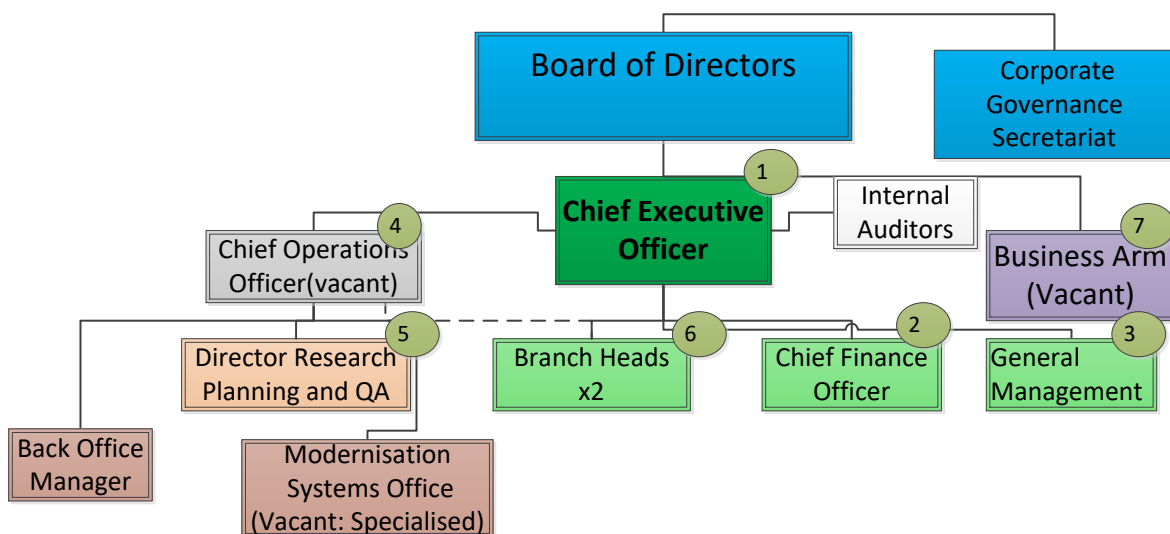 Board of Directors
Corporate
Governance
Secretariat
1
Chief Executive
Officer
Internal
Auditors
4
Chief Operations
Officer(vacant)
7
Business Arm
(Vacant)
5
Director Research
Planning and QA
6
Branch Heads
x2
2
Chief Finance
Officer
3
General
Management
Back Office
Manager
Modernisation
Systems Office
(Vacant: Specialised)